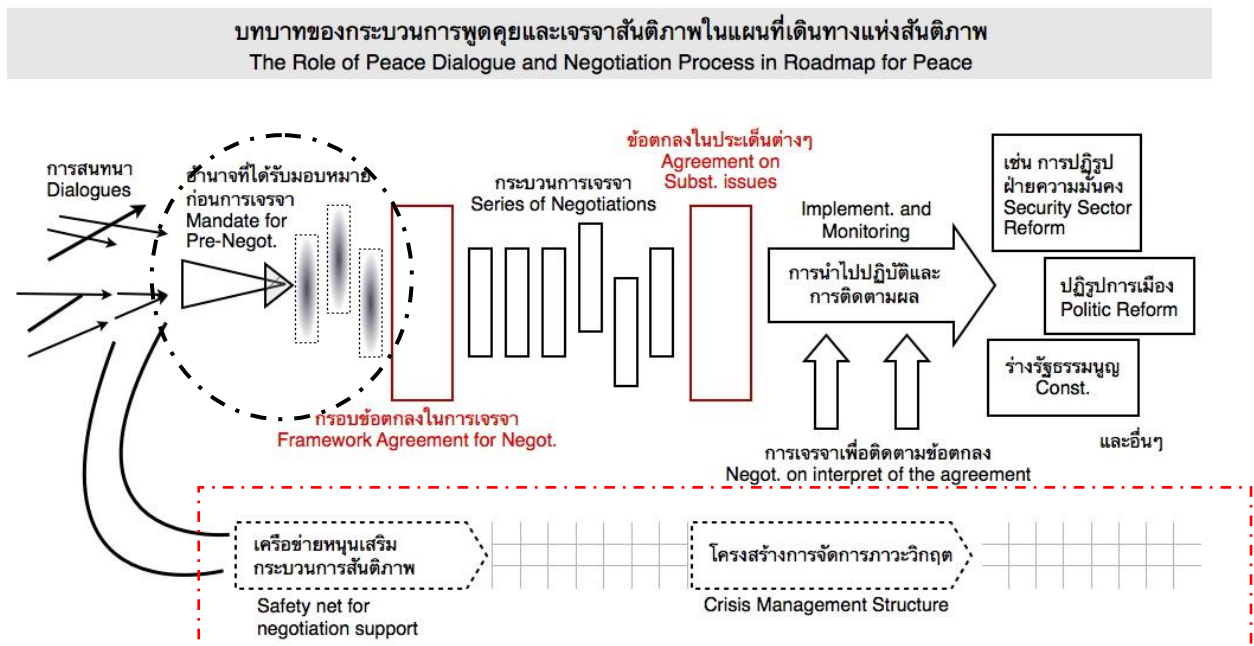 บทบาทของกระบวนการพูดคุยและเจรจาสันติภาพในแผนที่เดินทางแห่งสันติภาพ
The Role of Peace Dialogue and Negotiation Process in Roadmap for Peace
การสนทนา
Dialogues
อำนาจที่ได้รับมอบหมาย
ก่อนการเจรจา
Mandate for
Pre-Negot.
กรอบข้อตกลงในการเจรจา
Framework Agreement for Negot.
กระบวนการเจรจา
Series of Negotiations
ข้อตกลงในประเด็นต่างๆ
Agreement on
Subst. issues
Implement. and
Monitoring
การนำไปปฏิบัติและ
การติดตามผล
การเจรจาเพื่อติดตามข้อตกลง
Negot. on interpret of the agreement
เช่น การปฏิรูป
ฝ่ายความมั่นคง
Security Sector
Reform
ปฏิรูปการเมือง
Politic Reform
ร่างรัฐธรรมนูญ
Const.
และอื่นๆ
เครือข่ายหนุนเสริม
กระบวนการสันติภาพ
Safety net for
negotiation support
โครงสร้างการจัดการภาวะวิกฤต
Crisis Management Structure